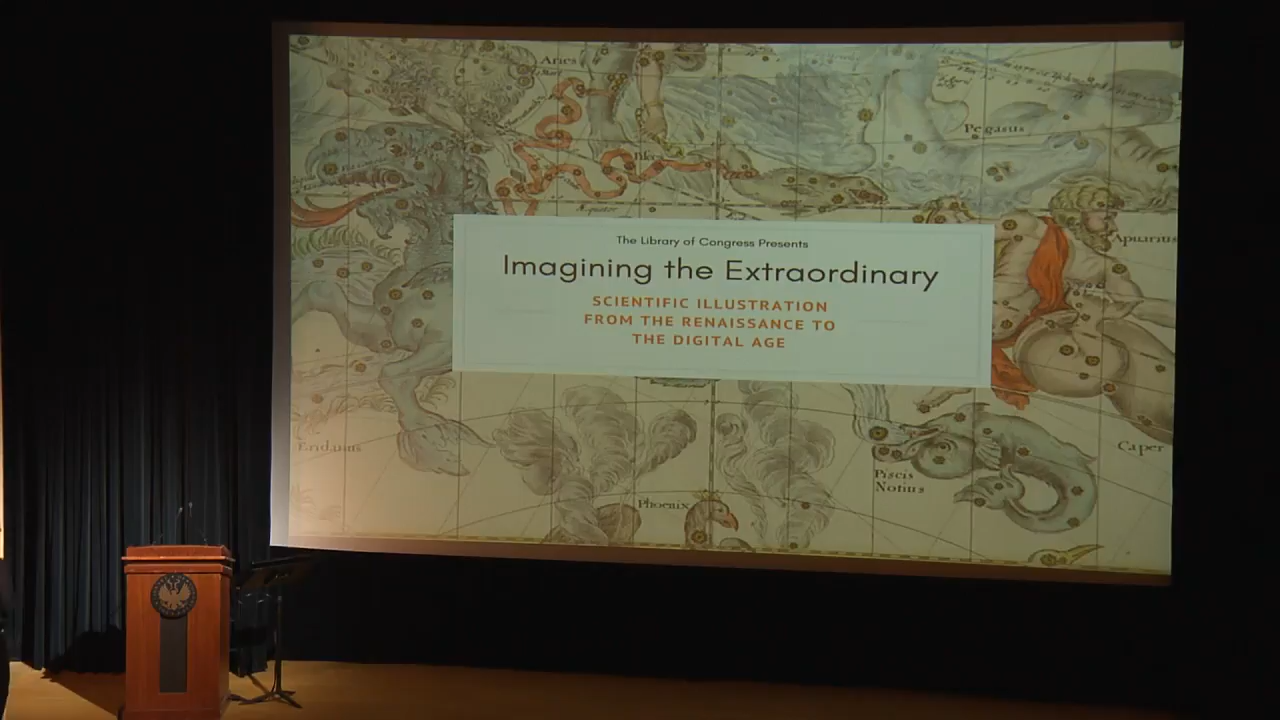 Aries
Pegasus
Aquarius
The Library of Congress Presents
Imagining the Extraordinary
SCIENTIFIC ILLUSTRATION
FROM THE RENAISSANCE TO
THE DIGITAL AGE
Eridanus
Caper
Piscis
Notius
Phoenix